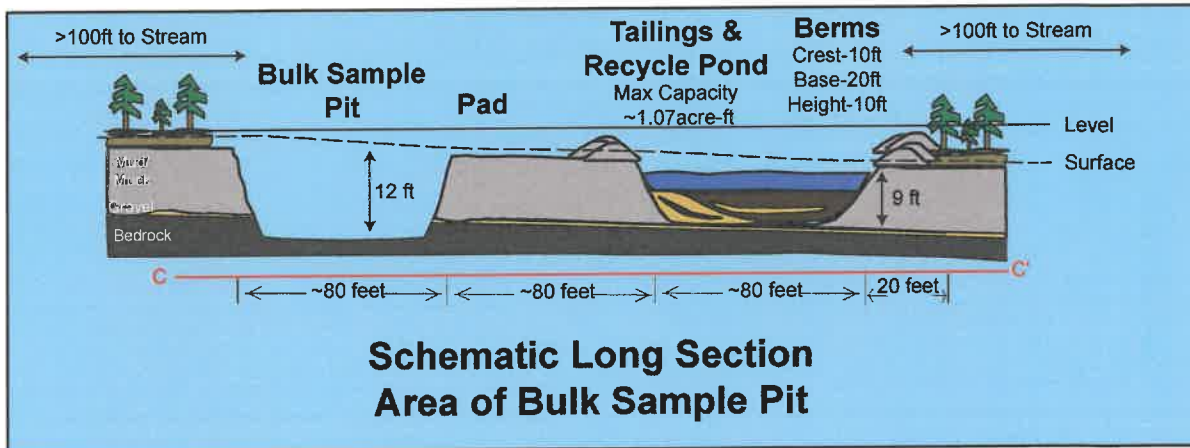 >100ft to Stream
Bulk Sample
Pit
Pad
Tailings &
Recycle Pond
Max Capacity
~1.07acre-ft
Berms
Crest-10ft
Base-20ft
Height-10ft
>100ft to Stream
Level
Surface
Mud/
Muck
Gravel
Bedrock
12 ft
9 ft
C
C'
~80 feet
~80 feet
~80 feet
20 feet
Schematic Long Section
Area of Bulk Sample Pit